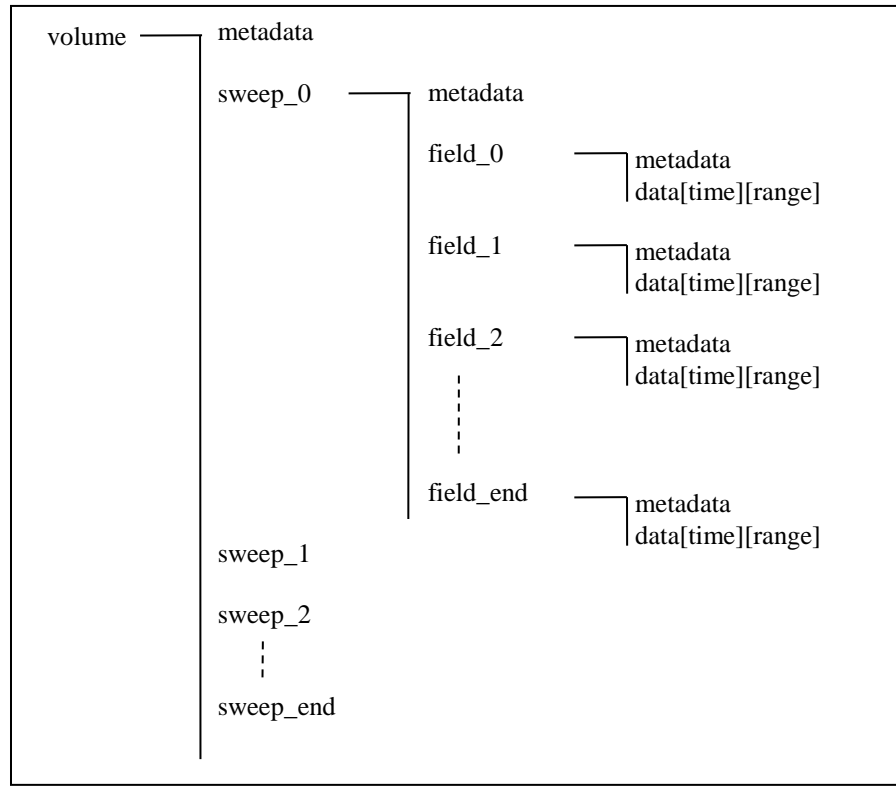 volume
metadata
sweep_0
metadata
field_0
metadata
data[time][range]
field_1
metadata
data[time][range]
field_2
metadata
data[time][range]
field_end
metadata
data[time][range]
sweep_1
sweep_2
sweep_end